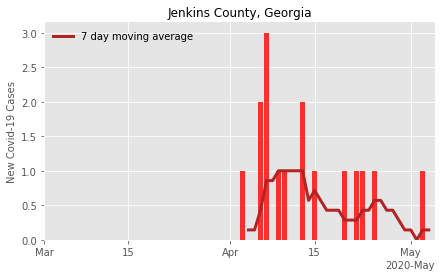 Jenkins County, Georgia
7 day moving average
New Covid-19 Cases
3.0
2.5
2.0
1.5
1.0
0.5
0.0
Mar 15 Apr 15 May
2020-May